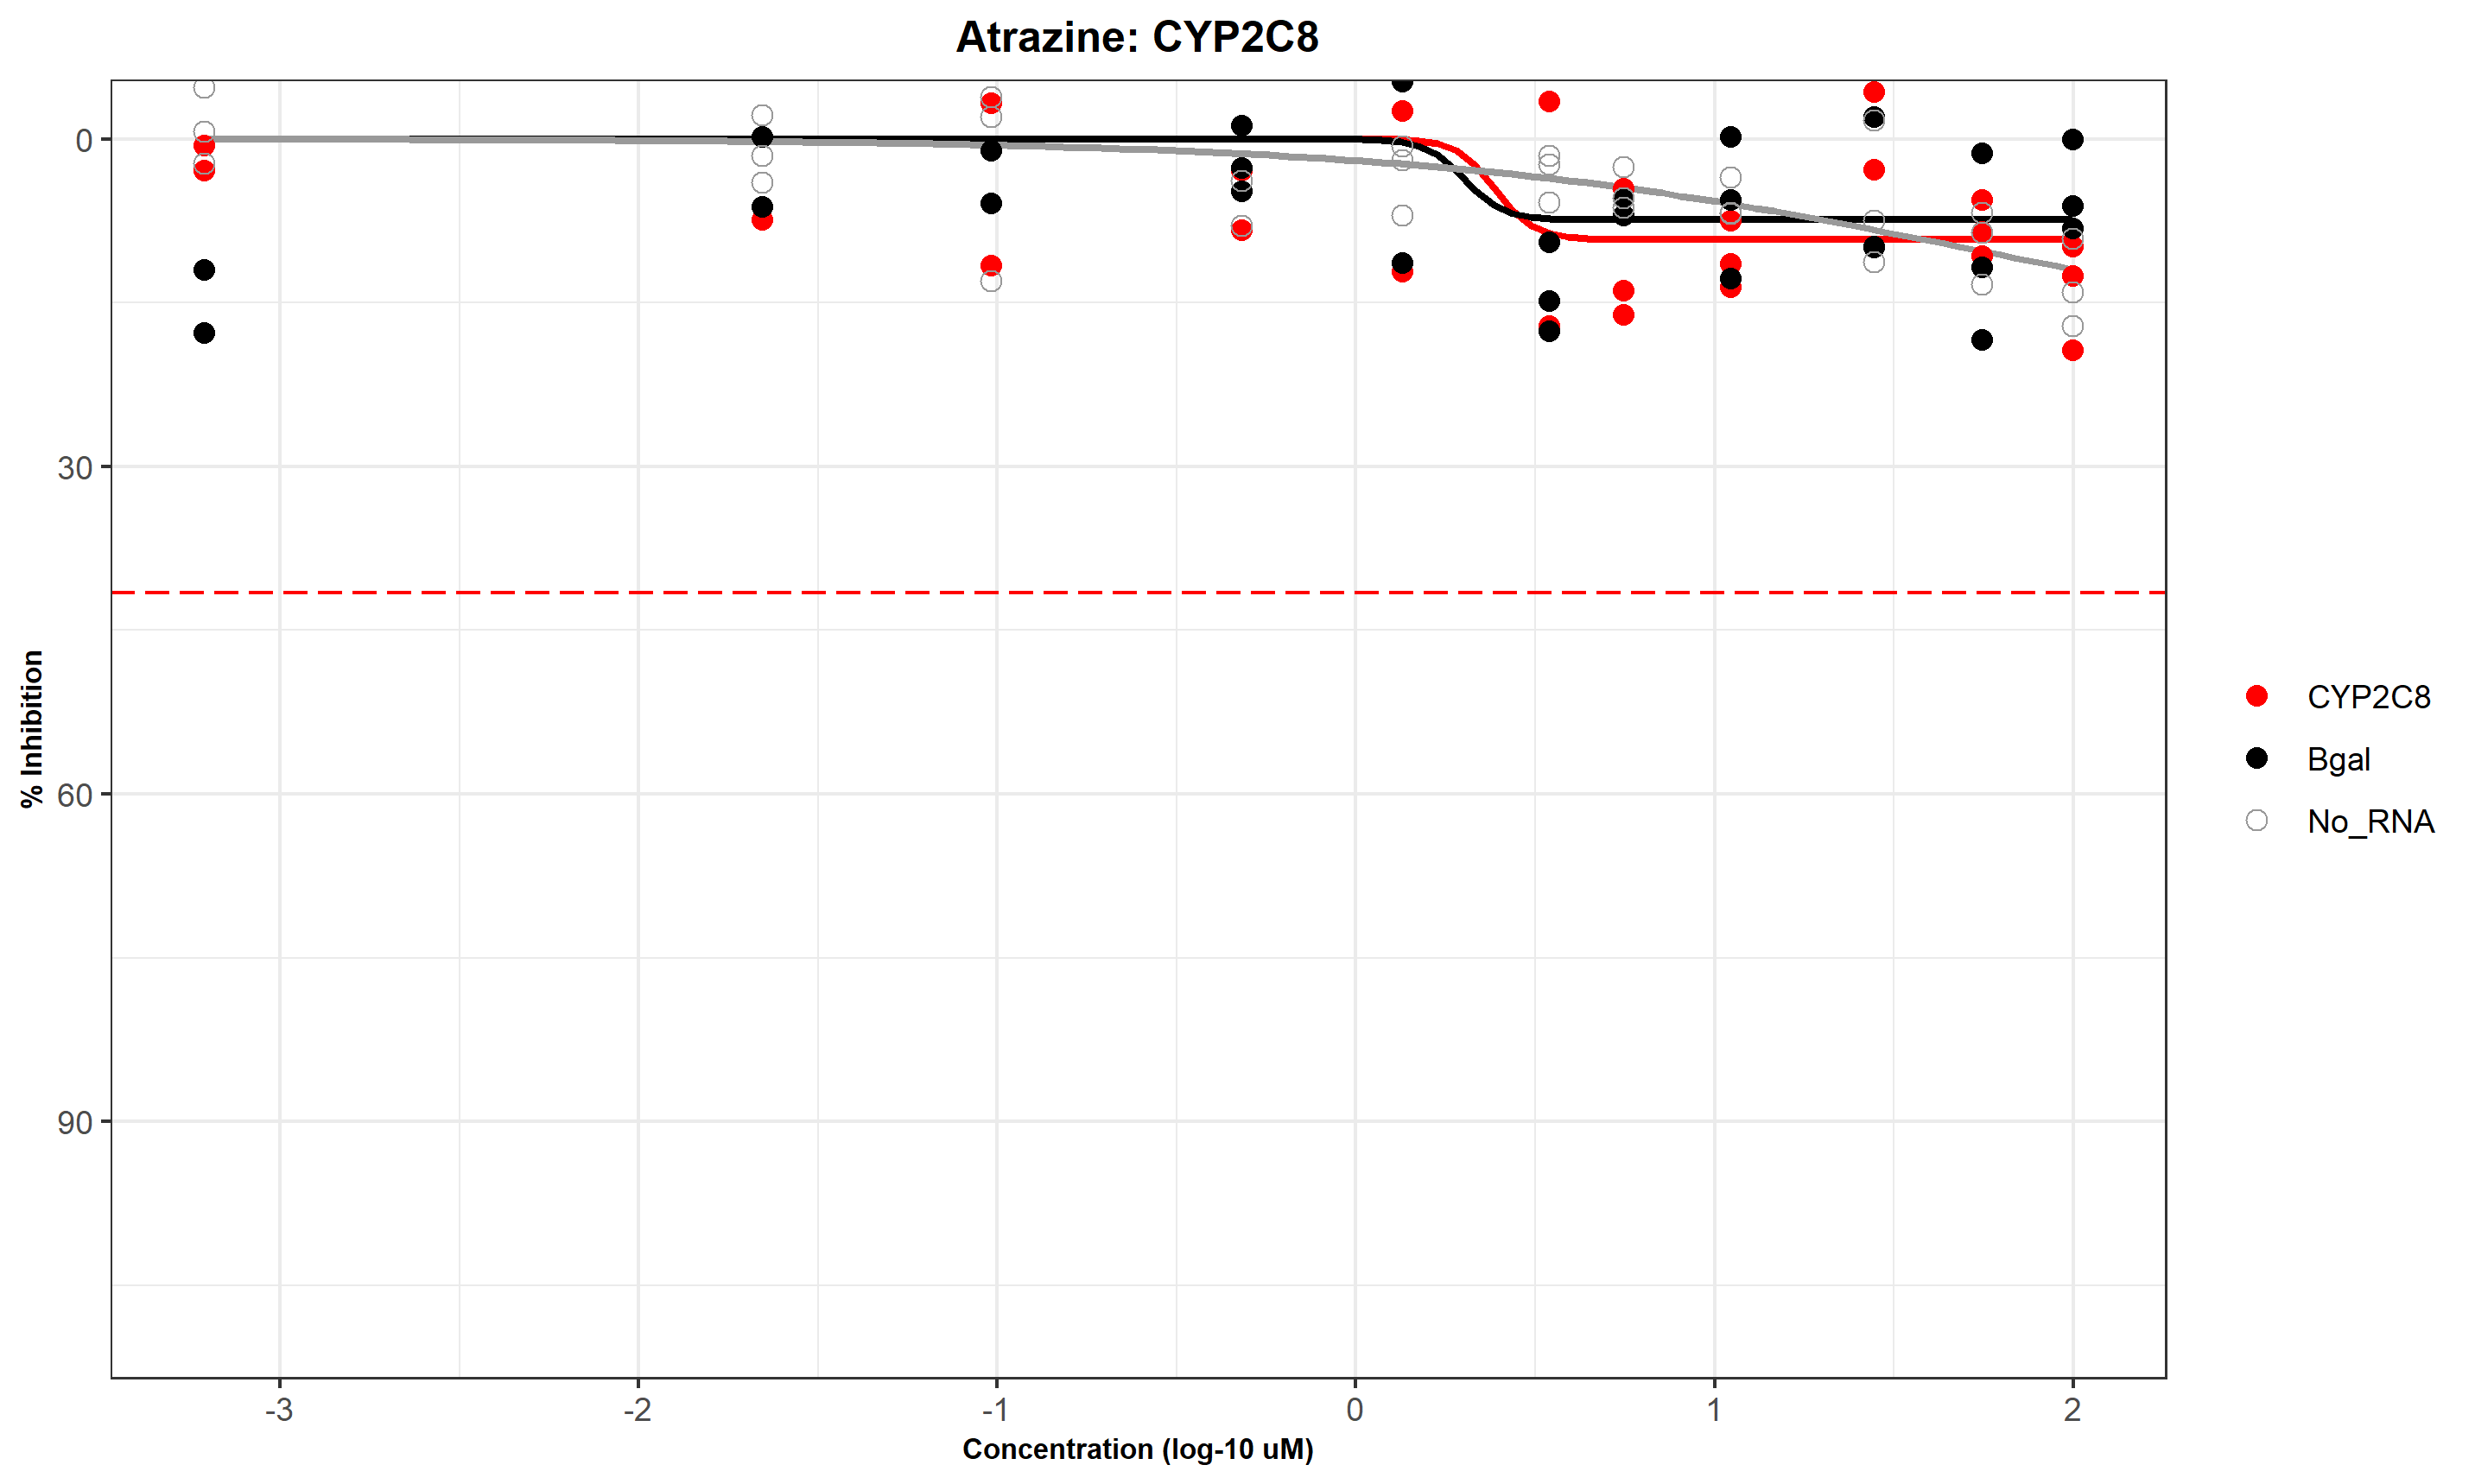 Atrazine: CYP2C8
% Inhibition
0
30
60
90
-3
-2
-1
0
1
2
Concentration (log-10 uM)
CYP2C8
Bgal
No_RNA